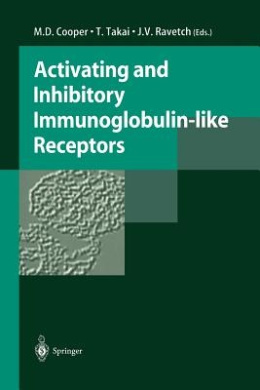 M.D. Cooper · T. Takai · J.V. Ravetch (Eds.)
Activating and
Inhibitory
Immunoglobulin-like
Receptors
Springer